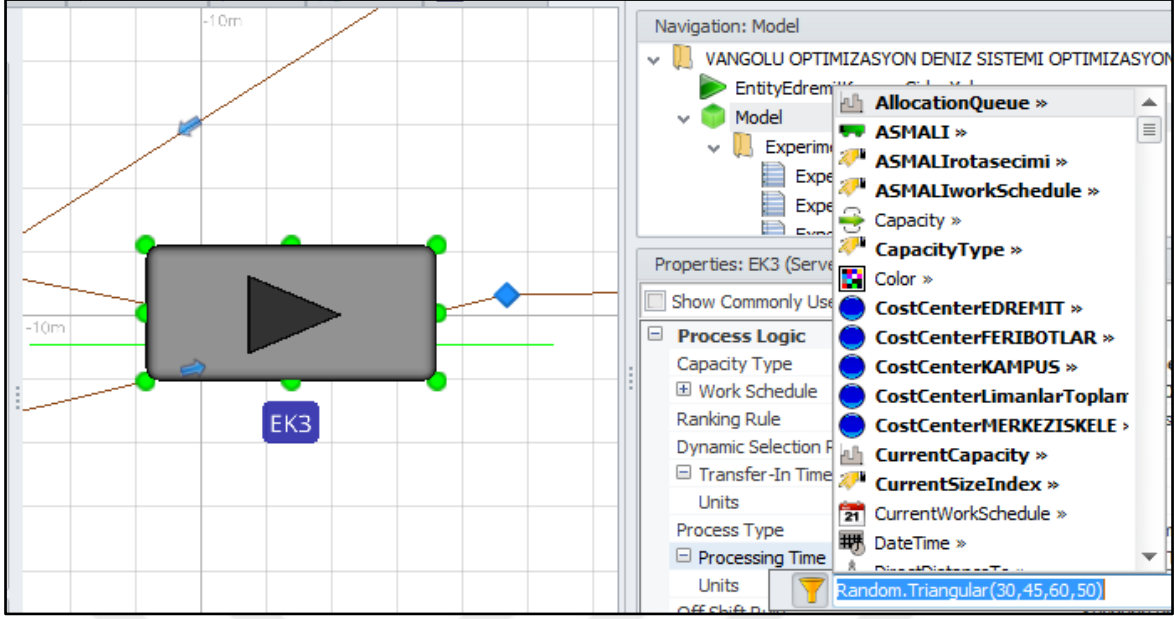 -10m
-10m
EK3
Navigation: Model
VANGOLU OPTIMIZASYON DENIZ SISTEMI OPTIMIZASYON
Model
Properties: EK3
Show Commonly
Process Logic
Capacity Type
Work Schedule
Ranking Rule
Dynamic Selection
Transfer-In Time
Units
Process Type
Processing Time
Units
AllocationQueue »
ASMALI »
ASMALIrotasecimi »
ASMALIworkSchedule »
Capacity »
CapacityType »
Color »
CostCenterEDREMIT »
CostCenterFERIBOTLAR »
CostCenterKAMPUS »
CostCenterLimanlarToplam
CostCenterMERKEZISKELE ›
CurrentCapacity »
CurrentSizeIndex »
CurrentWorkSchedule »
DateTime »
Random.Triangular(30,45,60,50)